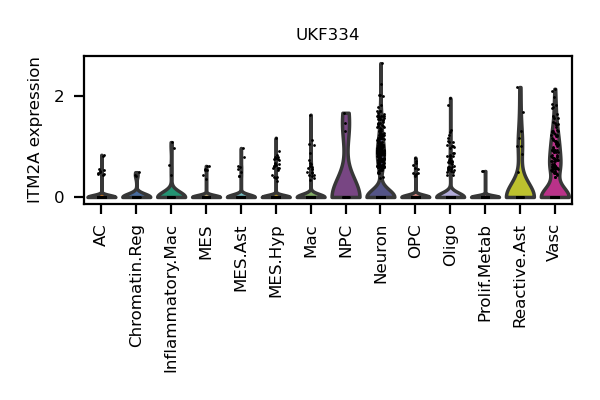 UKF334
ITM2A expression
2
0
AC
Chromatin.Reg
Inflammatory.Mac
MES
MES.Ast
MES.Hyp
Mac
NPC
Neuron
OPC
Oligo
Prolif.Metab
Reactive.Ast
Vasc